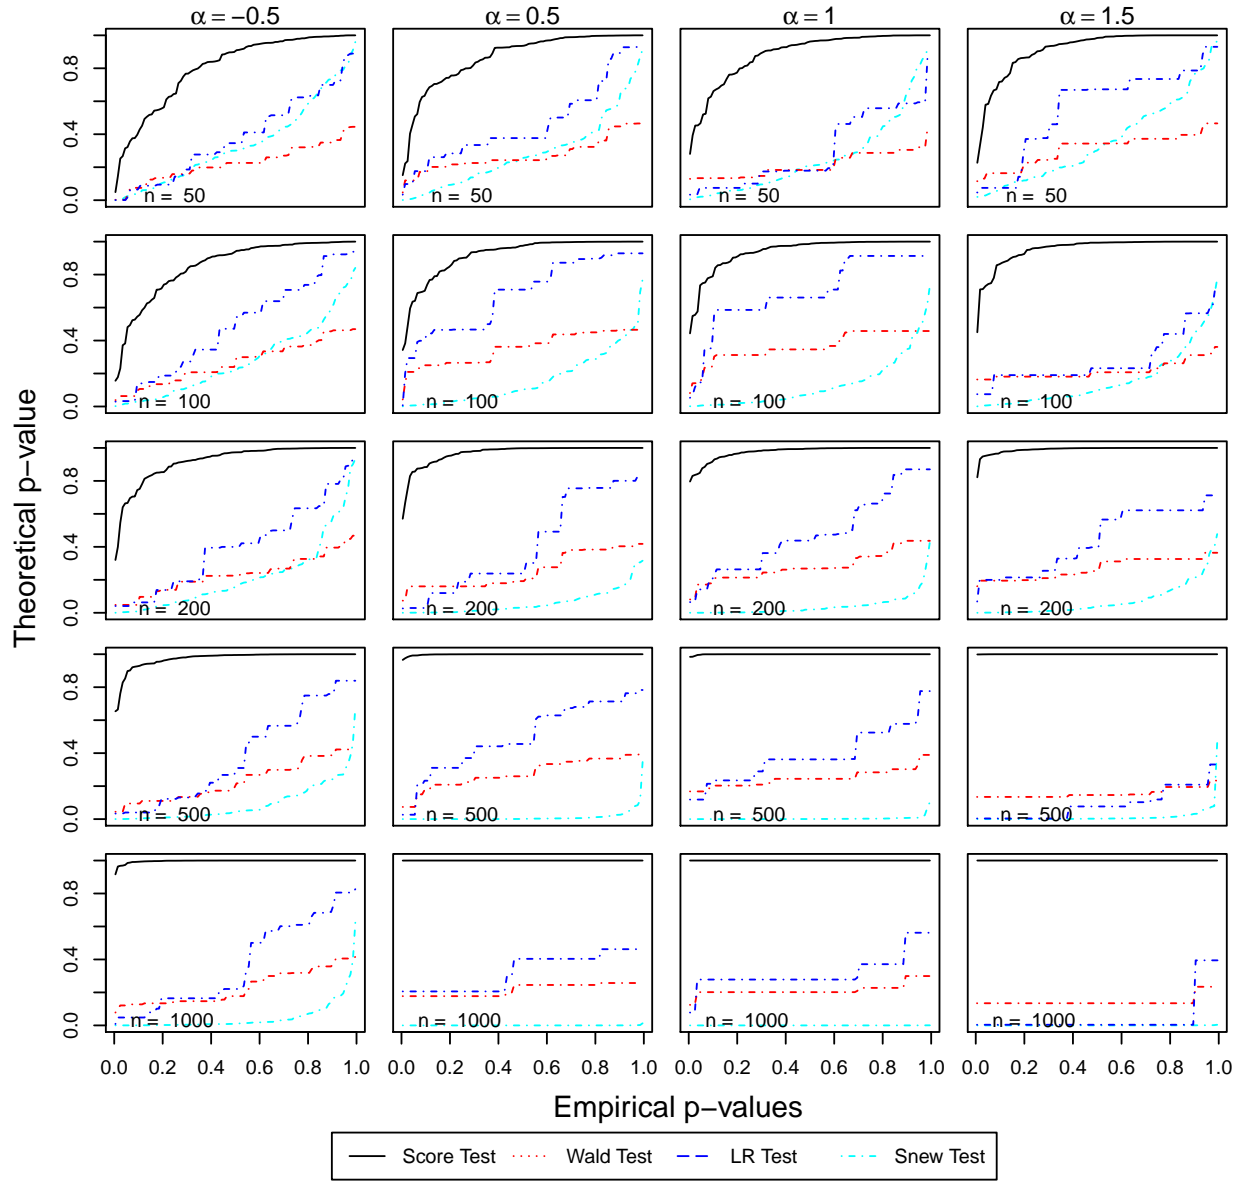 α = −0.5 α = 0.5 α = 1 α = 1.5
0.0 0.4 0.8
n = 50 n = 50 n = 50 n = 50
0.0 0.4 0.8
n = 100 n = 100 n = 100 n = 100
Theoretical p−value
0.0 0.4 0.8
n = 200 n = 200 n = 200 n = 200
0.0 0.4 0.8
n = 500 n = 500 n = 500 n = 500
0.0 0.4 0.8
n = 1000 n = 1000 n = 1000 n = 1000
0.0 0.2 0.4 0.6 0.8 1.0 0.0 0.2 0.4 0.6 0.8 1.0 0.0 0.2 0.4 0.6 0.8 1.0 0.0 0.2 0.4 0.6 0.8 1.0
Empirical p−values
Score Test Wald Test LR Test Snew Test